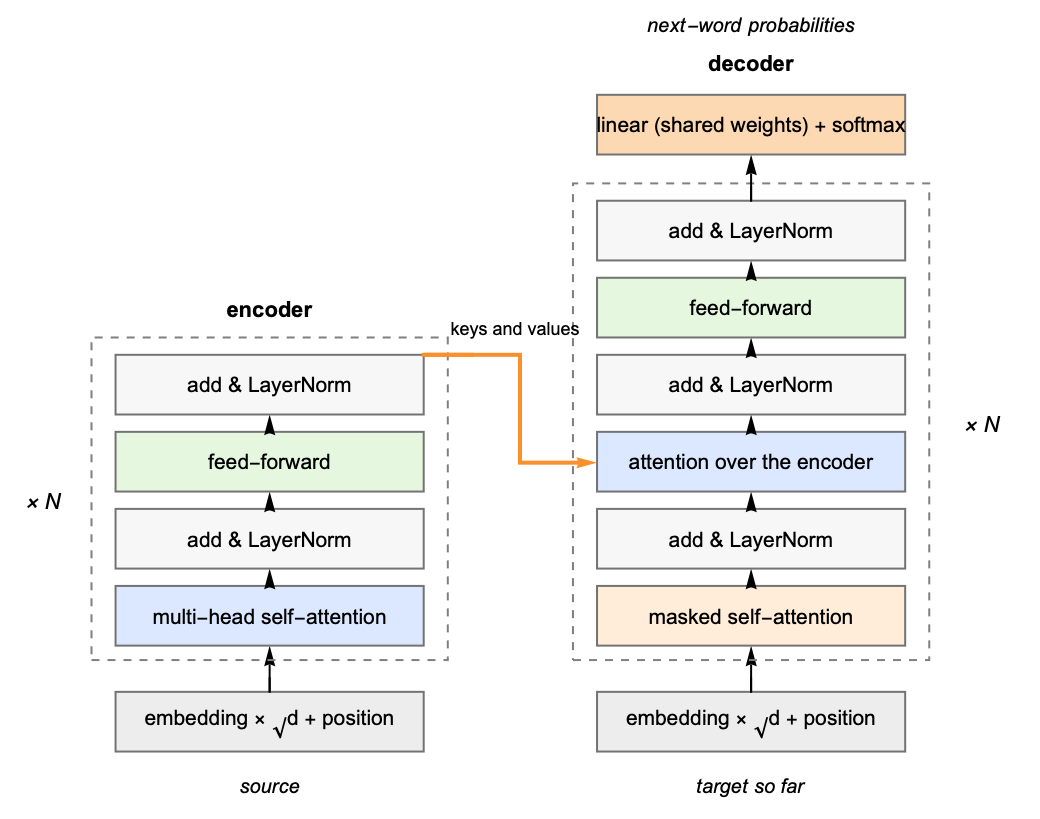 next−word probabilities
decoder
linear (shared weights) + softmax
add & LayerNorm
feed−forward
add & LayerNorm
attention over the encoder
add & LayerNorm
masked self−attention
× N
embedding × √d + position
target so far
keys and values
encoder
add & LayerNorm
feed−forward
add & LayerNorm
multi−head self−attention
× N
embedding × √d + position
source